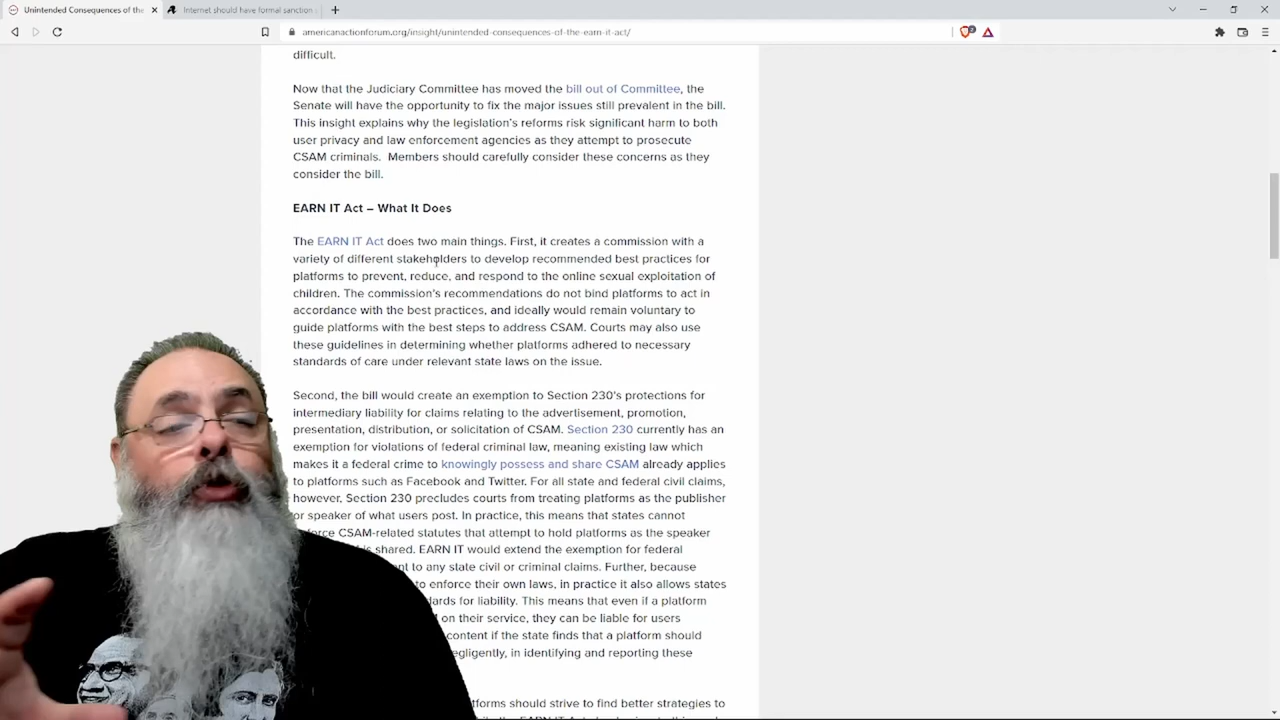 Unintended Consequences of the
Internet should have formal sanction
americanactionforum.org/insight/unintended-consequences-of-the-earn-it-act/
difficult.
Now that the Judiciary Committee has moved the bill out of Committee, the
Senate will have the opportunity to fix the major issues still prevalent in the bill.
This insight explains why the legislation's reforms risk significant harm to both
user privacy and law enforcement agencies as they attempt to prosecute
CSAM criminals. Members should carefully consider these concerns as they
consider the bill.
EARN IT Act – What It Does
The EARN IT Act does two main things. First, it creates a commission with a
variety of different stakeholders to develop recommended best practices for
platforms to prevent, reduce, and respond to the online sexual exploitation of
children. The commission's recommendations do not bind platforms to act in
accordance with the best practices, and ideally would remain voluntary to
guide platforms with the best steps to address CSAM. Courts may also use
these guidelines in determining whether platforms adhered to necessary
standards of care under relevant state laws on the issue.
Second, the bill would create an exemption to Section 230's protections for
intermediary liability for claims relating to the advertisement, promotion,
presentation, distribution, or solicitation of CSAM. Section 230 currently has an
exemption for violations of federal criminal law, meaning existing law which
makes it a federal crime to knowingly possess and share CSAM already applies
to platforms such as Facebook and Twitter. For all state and federal civil claims,
however, Section 230 precludes courts from treating platforms as the publisher
or speaker of what users post. In practice, this means that states cannot
CSAM-related statutes that attempt to hold platforms as the speaker
is shared. EARN IT would extend the exemption for federal
to any state civil or criminal claims. Further, because
to enforce their own laws, in practice it also allows states
for liability. This means that even if a platform
on their service, they can be liable for users
content if the state finds that a platform should
in identifying and reporting these
should strive to find better strategies to